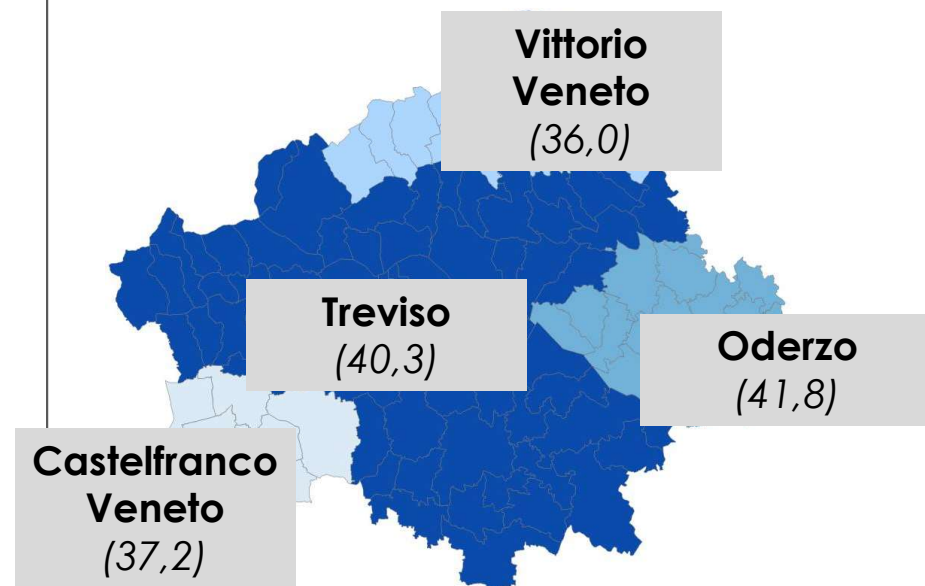 Vittorio
Veneto
(36,0)
Treviso
(40,3)
Oderzo
(41,8)
Castelfranco
Veneto
(37,2)